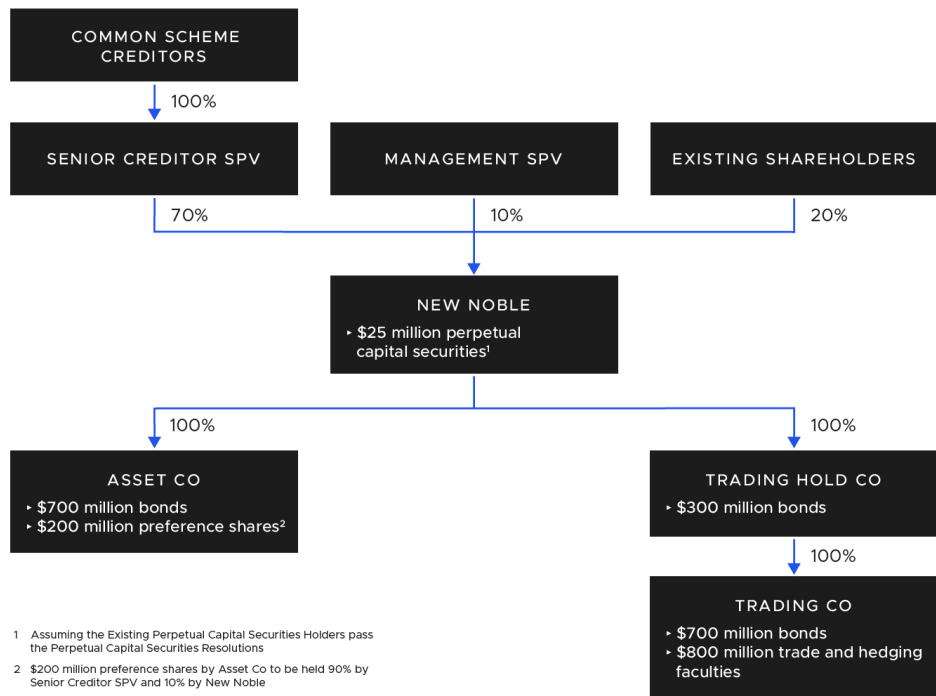 COMMON SCHEME
CREDITORS
100%
SENIOR CREDITOR SPV
MANAGEMENT SPV
EXISTING SHAREHOLDERS
70%
10%
20%
NEW NOBLE
‣ $25 million perpetual
capital securities¹
100%
100%
ASSET CO
‣ $700 million bonds
‣ $200 million preference shares²
TRADING HOLD CO
‣ $300 million bonds
100%
TRADING CO
‣ $700 million bonds
‣ $800 million trade and hedging
faculties
1 Assuming the Existing Perpetual Capital Securities Holders pass
the Perpetual Capital Securities Resolutions
2 $200 million preference shares by Asset Co to be held 90% by
Senior Creditor SPV and 10% by New Noble